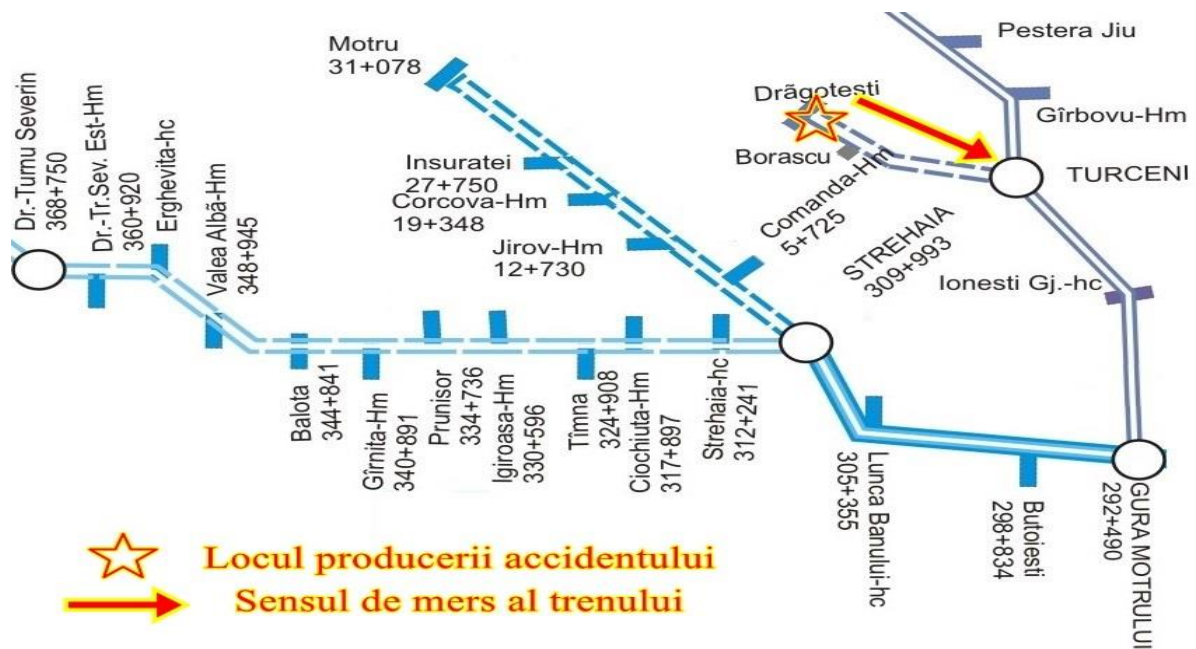 Motru
31+078
Pestera Jiu
Drãgotesti
Gîrbovu-Hm
Borascu
TURCENI
Insuratei
27+750
Corcova-Hm
19+348
Jirov-Hm
12+730
Comanda-Hm
5+725
STREHAIA
309+993
Ionesti Gj.-hc
Dr.-Turnu Severin
368+750
Dr.-Tr.Sev. Est-Hm
360+920
Erghevita-hc
Valea Albã-Hm
348+945
Balota
344+841
Gîrnita-Hm
340+891
Prunisor
334+736
Igiroasa-Hm
330+596
Tîmna
324+908
Ciochiuta-Hm
317+897
Strehaia-hc
312+241
Lunca Banului-hc
305+355
Butoiesti
298+834
GURA MOTRULUI
292+490
Locul producerii accidentului
Sensul de mers al trenului